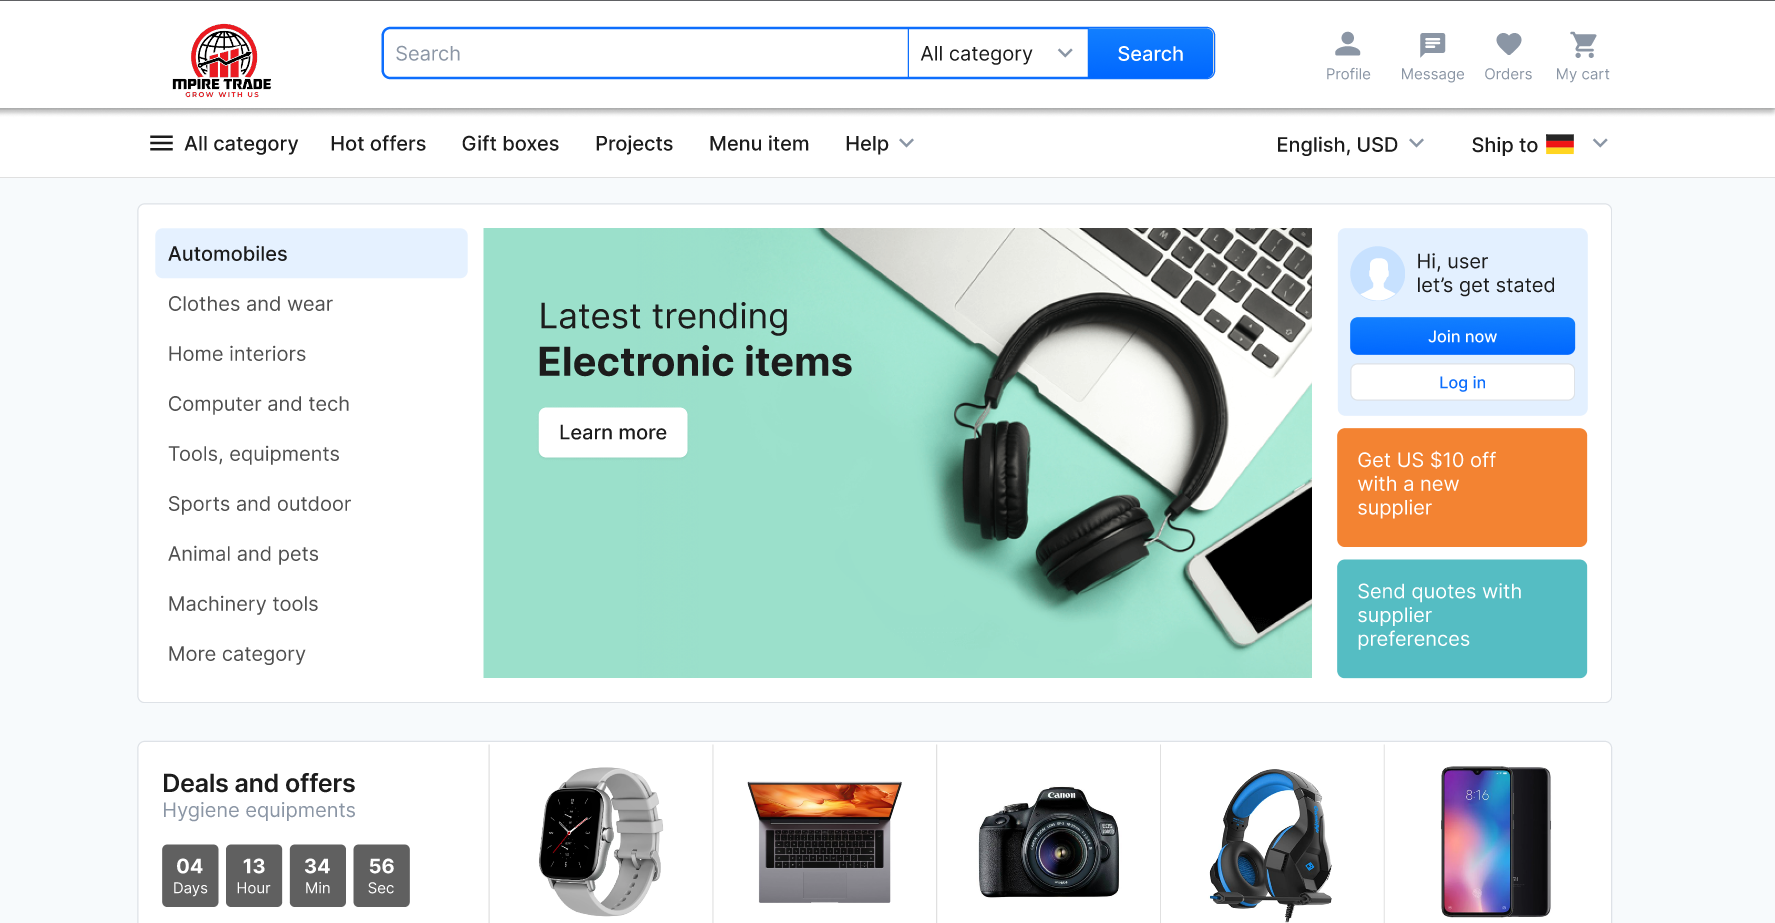 MPIRE TRADE
GROW WITH US
Search
All category
Search
Profile
Message
Orders
My cart
All category
Hot offers
Gift boxes
Projects
Menu item
Help
English, USD
Ship to
Automobiles
Clothes and wear
Home interiors
Computer and tech
Tools, equipments
Sports and outdoor
Animal and pets
Machinery tools
More category
Latest trending
Electronic items
Learn more
Hi, user
let’s get stated
Join now
Log in
Get US $10 off
with a new
supplier
Send quotes with
supplier
preferences
Deals and offers
Hygiene equipments
04
Days
13
Hour
34
Min
56
Sec
Canon
8:16